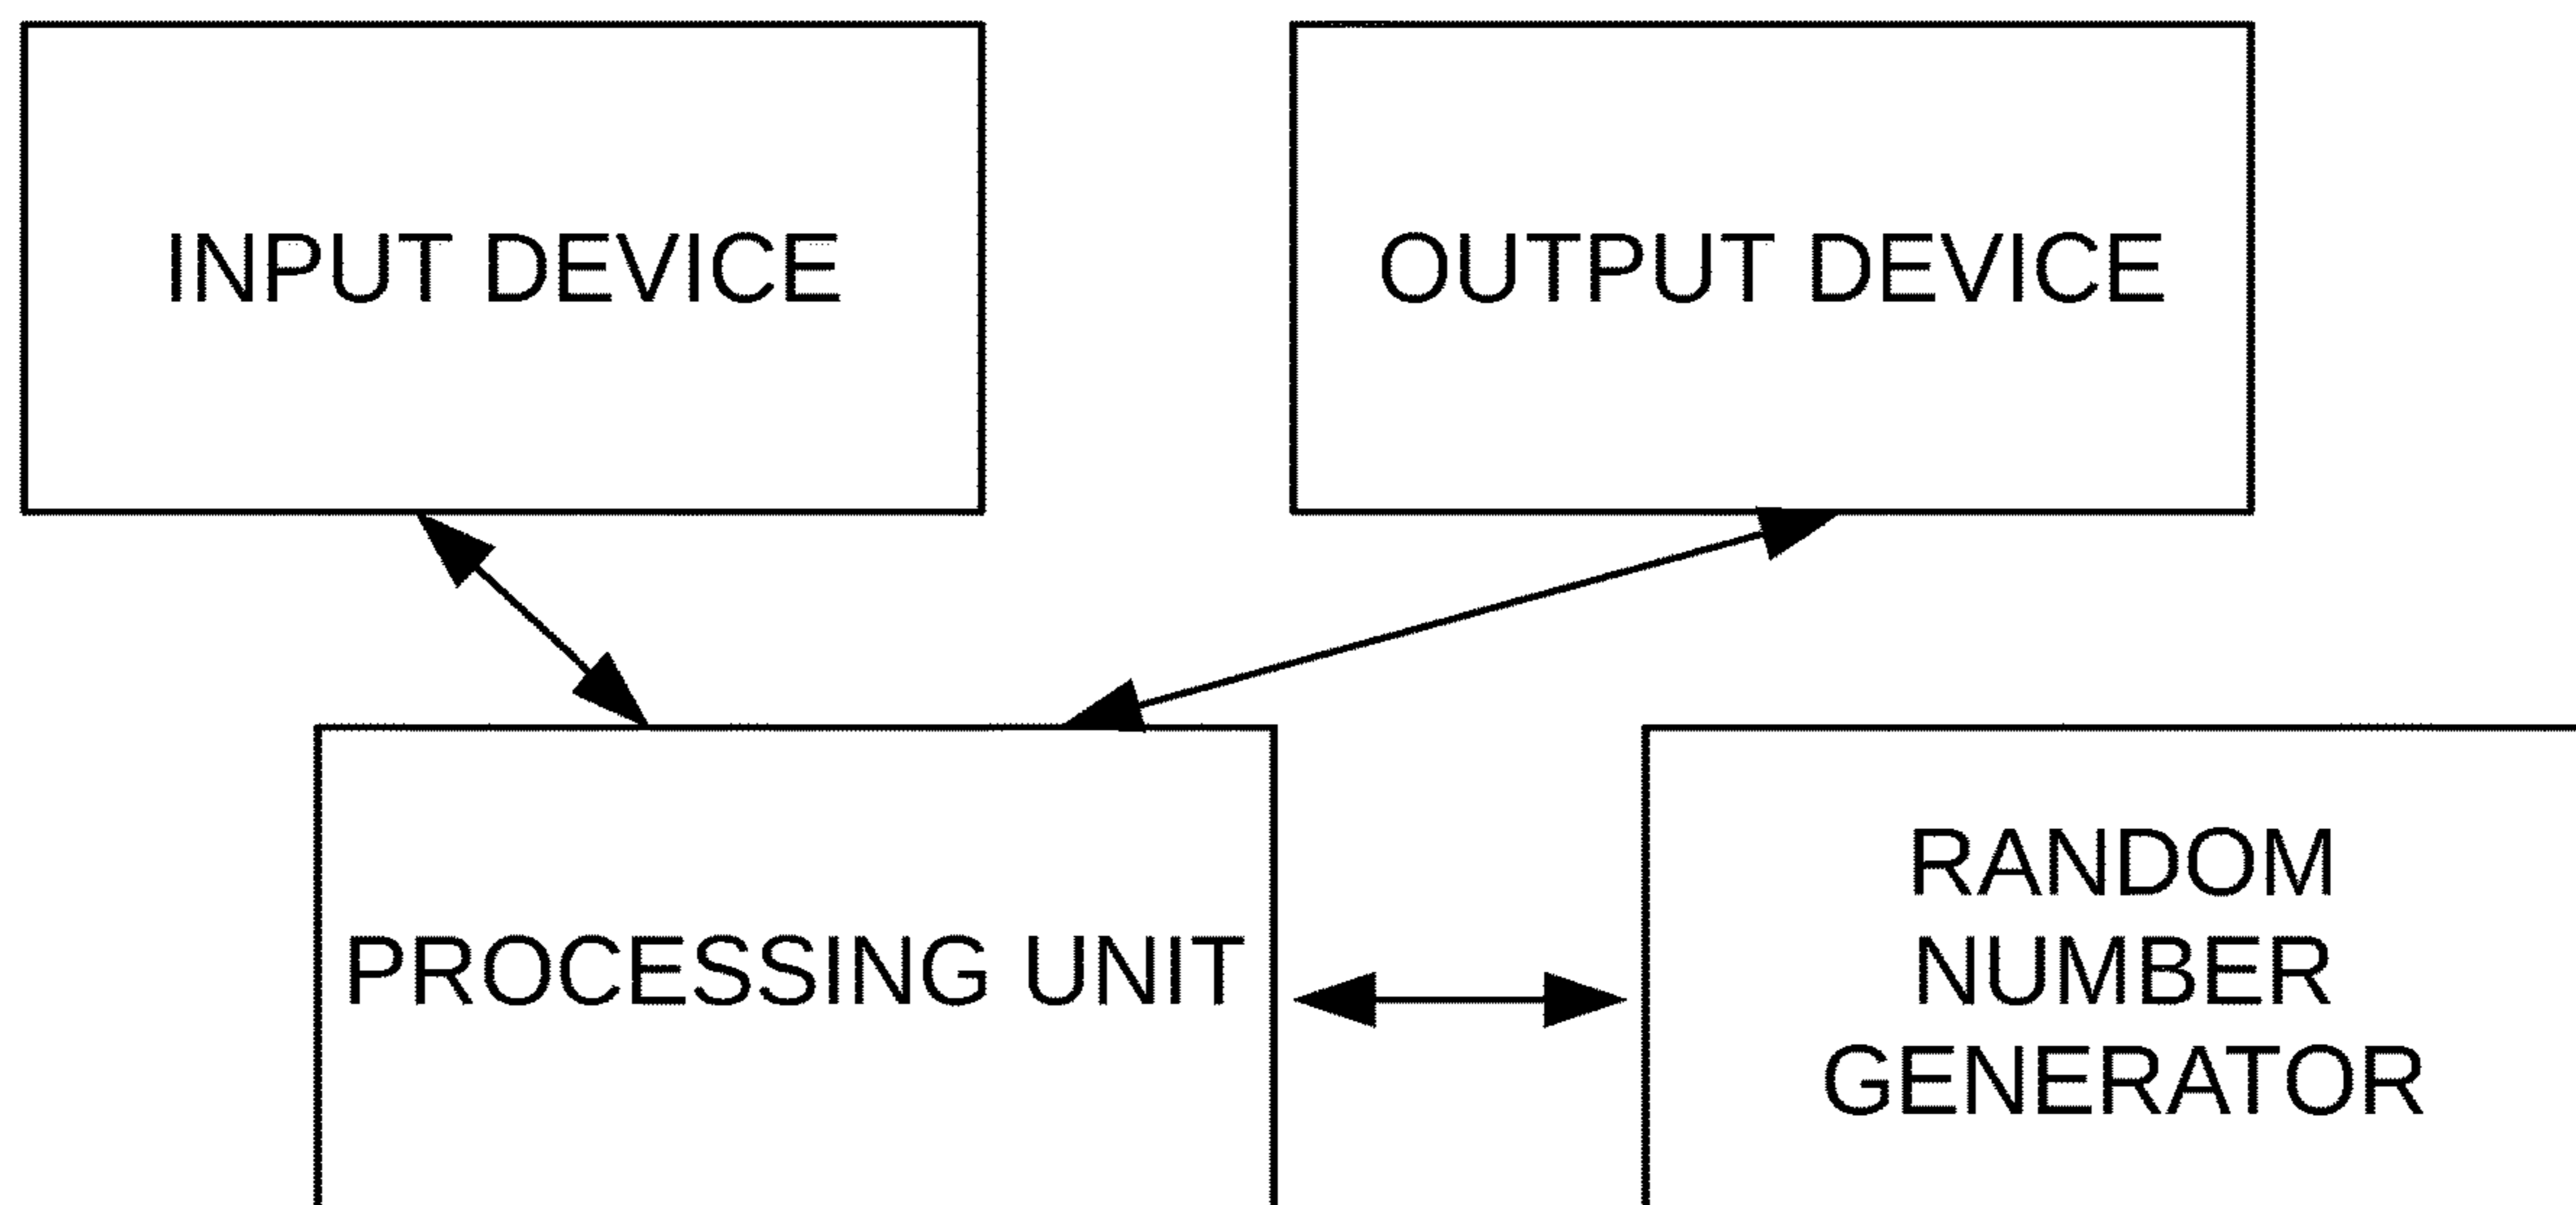 INPUT DEVICE
OUTPUT DEVICE
PROCESSING UNIT
RANDOM
NUMBER
GENERATOR